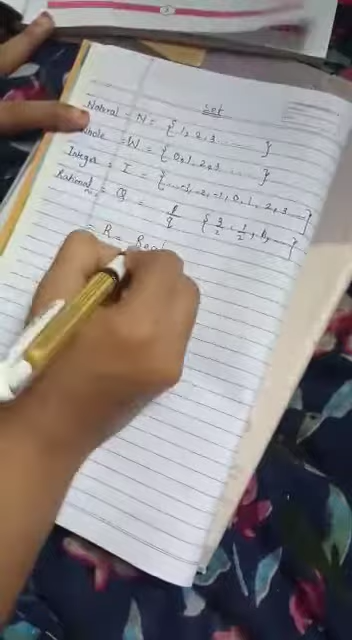 Set
Natural = N = { 1, 2, 3 ...... }
Whole = W = { 0, 1, 2, 3 ...... }
Integer = I = { ...-1, -2, -1, 0, 1, 2, 3 ... }
Rational = Q = p/q
= R = Real